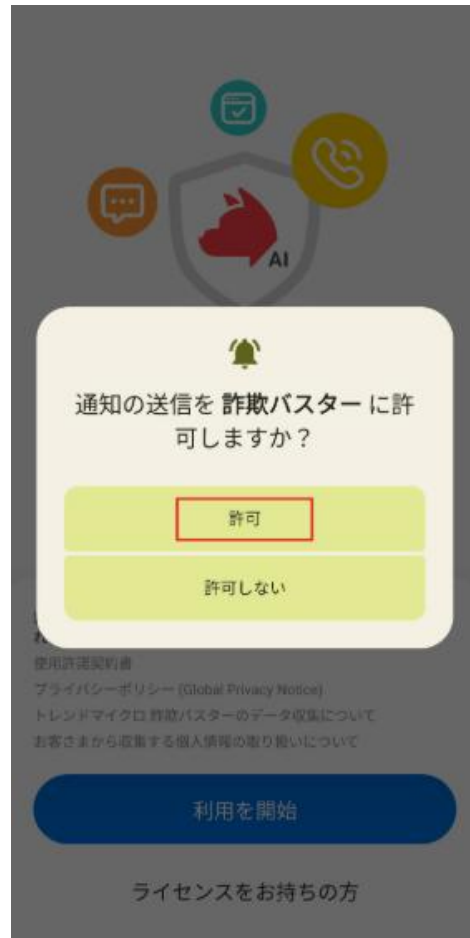 AI
通知の送信を 詐欺バスター に許
可しますか？
許可
許可しない
使用許諾契約書
プライバシーポリシー (Global Privacy Notice)
トレンドマイクロ 詐欺バスターのデータ収集について
お客さまから収集する個人情報の取り扱いについて
利用を開始
ライセンスをお持ちの方